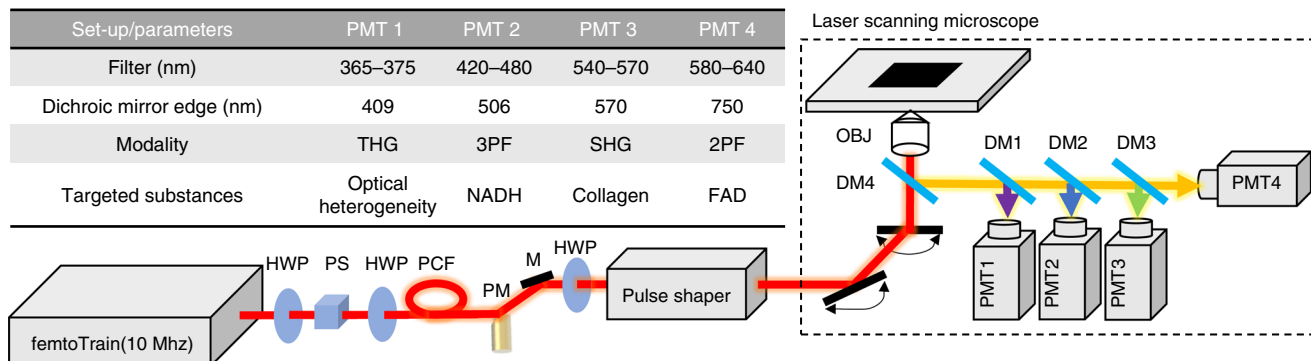 Set-up/parameters PMT 1 PMT 2 PMT 3 PMT 4
Filter (nm) 365–375 420–480 540–570 580–640
Dichroic mirror edge (nm) 409 506 570 750
Modality THG 3PF SHG 2PF
Targeted substances Optical heterogeneity NADH Collagen FAD
Laser scanning microscope
OBJ
DM1 DM2 DM3
DM4
PMT4
PMT1 PMT2 PMT3
HWP PS HWP PCF
PM
M
HWP
Pulse shaper
femtoTrain(10 Mhz)